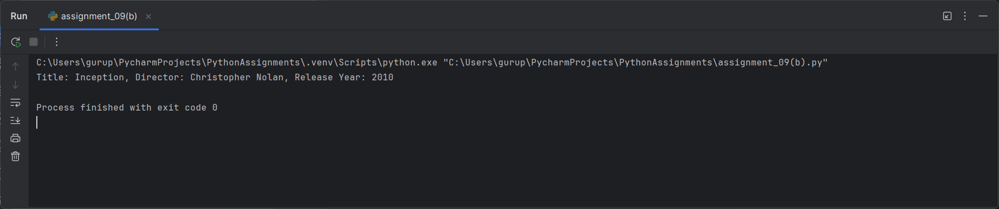 Run assignment_09(b)
C:\Users\gurup\PycharmProjects\PythonAssignments\.venv\Scripts\python.exe "C:\Users\gurup\PycharmProjects\PythonAssignments\assignment_09(b).py"
Title: Inception, Director: Christopher Nolan, Release Year: 2010
Process finished with exit code 0